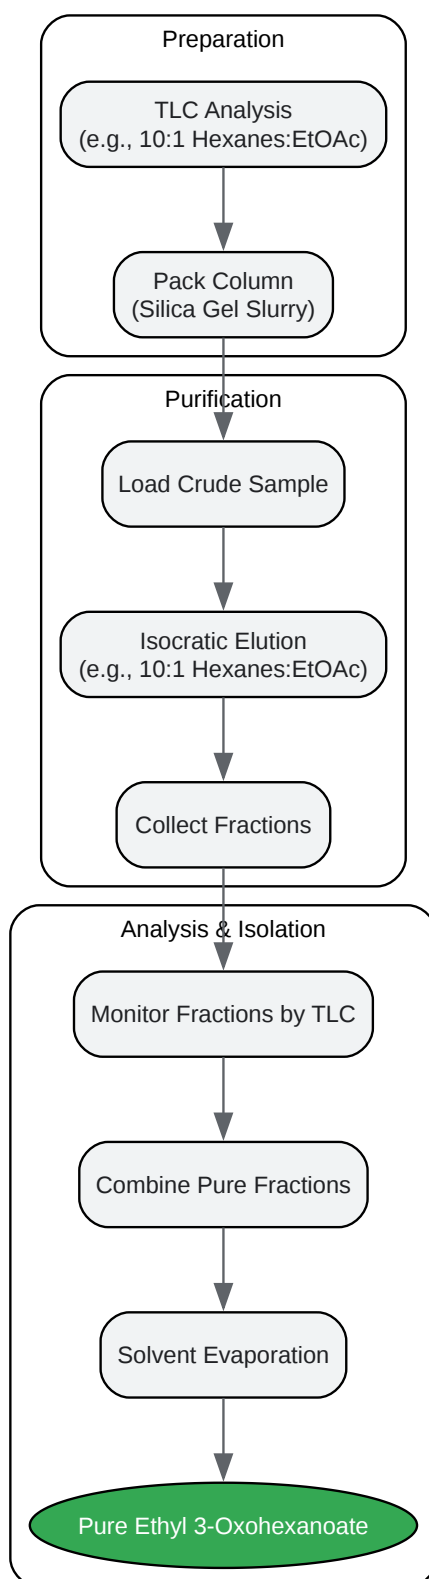 Preparation
TLC Analysis
(e.g., 10:1 Hexanes:EtOAc)
Pack Column
(Silica Gel Slurry)
Purification
Load Crude Sample
Isocratic Elution
(e.g., 10:1 Hexanes:EtOAc)
Collect Fractions
Analysis & Isolation
Monitor Fractions by TLC
Combine Pure Fractions
Solvent Evaporation
Pure Ethyl 3-Oxohexanoate